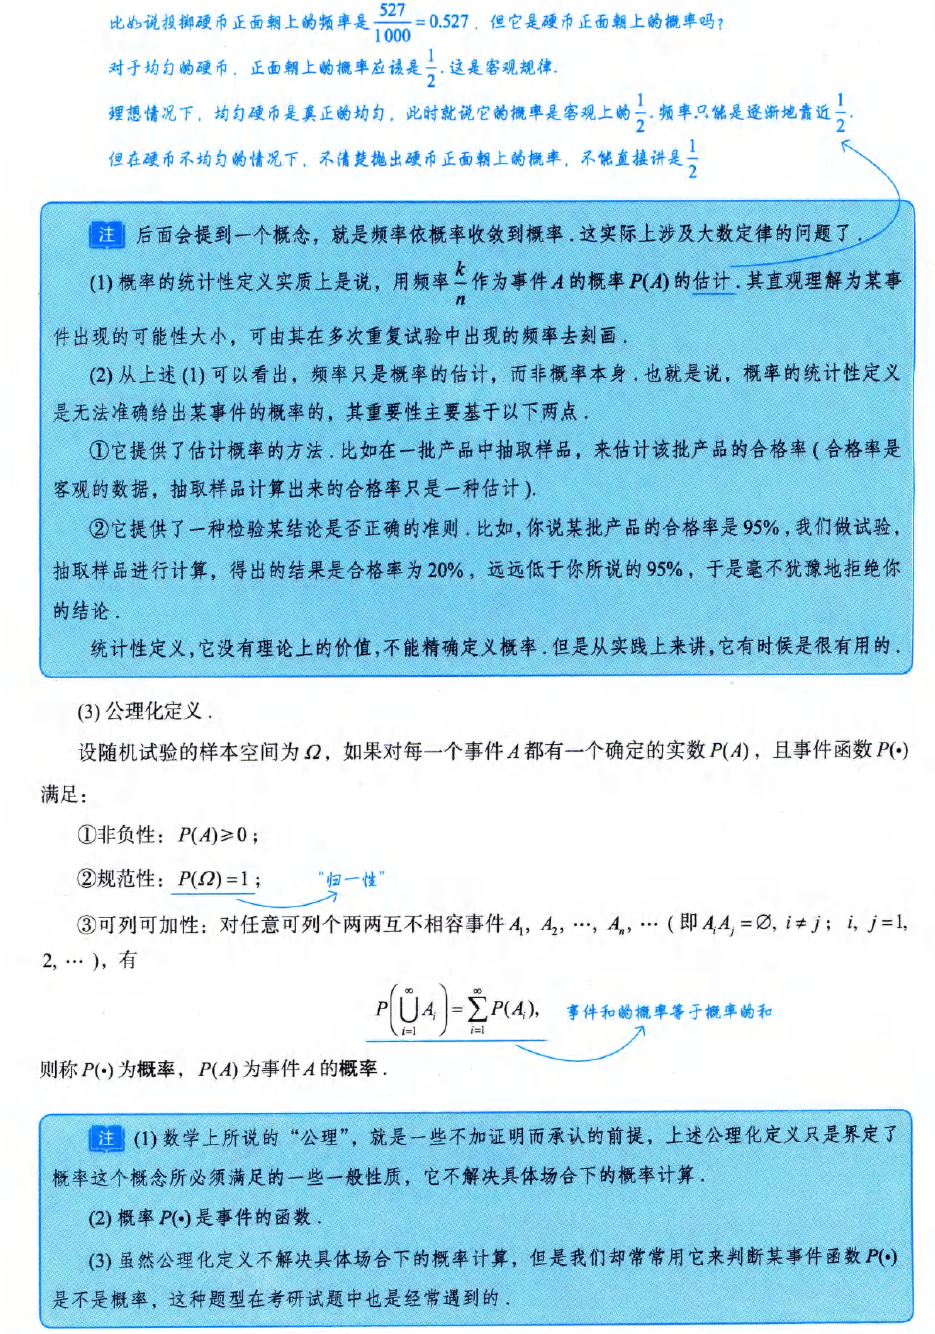 比如说投掷硬币正面朝上的频率是 527/1000 = 0.527，但它是硬币正面朝上的概率吗？
对于均匀的硬币，正面朝上的概率应该是 1/2. 这是客观规律.
理想情况下，均匀硬币是真正的均匀，此时就说它的概率是客观上的 1/2. 频率只能是逐渐地靠近 1/2.
但在硬币不均匀的情况下，不清楚抛出硬币正面朝上的概率，不能直接讲是 1/2
注 后面会提到一个概念，就是频率依概率收敛到概率.这实际上涉及大数定律的问题了.
(1) 概率的统计性定义实质上是说，用频率 k/n 作为事件 A 的概率 P(A) 的估计.其直观理解为某事
件出现的可能性大小，可由其在多次重复试验中出现的频率去刻画.
(2) 从上述 (1) 可以看出，频率只是概率的估计，而非概率本身.也就是说，概率的统计性定义
是无法准确给出某事件的概率的，其重要性主要基于以下两点.
①它提供了估计概率的方法.比如在一批产品中抽取样品，来估计该批产品的合格率 ( 合格率是
客观的数据，抽取样品计算出来的合格率只是一种估计 ).
②它提供了一种检验某结论是否正确的准则.比如,你说某批产品的合格率是 95%,我们做试验，
抽取样品进行计算，得出的结果是合格率为 20%，远远低于你所说的 95%，于是毫不犹豫地拒绝你
的结论.
统计性定义,它没有理论上的价值,不能精确定义概率.但是从实践上来讲,它有时候是很有用的.
(3) 公理化定义.
设随机试验的样本空间为 Ω，如果对每一个事件 A 都有一个确定的实数 P(A)，且事件函数 P(·)
满足：
①非负性：P(A)≥0；
②规范性：P(Ω)=1； “归一性”
③可列可加性：对任意可列个两两互不相容事件 A₁，A₂，…，Aₙ，… ( 即 AᵢAⱼ=∅, i≠j；i, j=1,
2, … )，有
P(⋃_{i=1}^{∞} Aᵢ)=∑_{i=1}^{∞} P(Aᵢ), 事件和的概率等于概率的和
则称 P(·) 为概率，P(A) 为事件 A 的概率.
注 (1) 数学上所说的“公理”，就是一些不加证明而承认的前提，上述公理化定义只是界定了
概率这个概念所必须满足的一些一般性质，它不解决具体场合下的概率计算.
(2) 概率 P(·) 是事件的函数.
(3) 虽然公理化定义不解决具体场合下的概率计算，但是我们却常常用它来判断某事件函数 P(·)
是不是概率，这种题型在考研试题中也是经常遇到的.